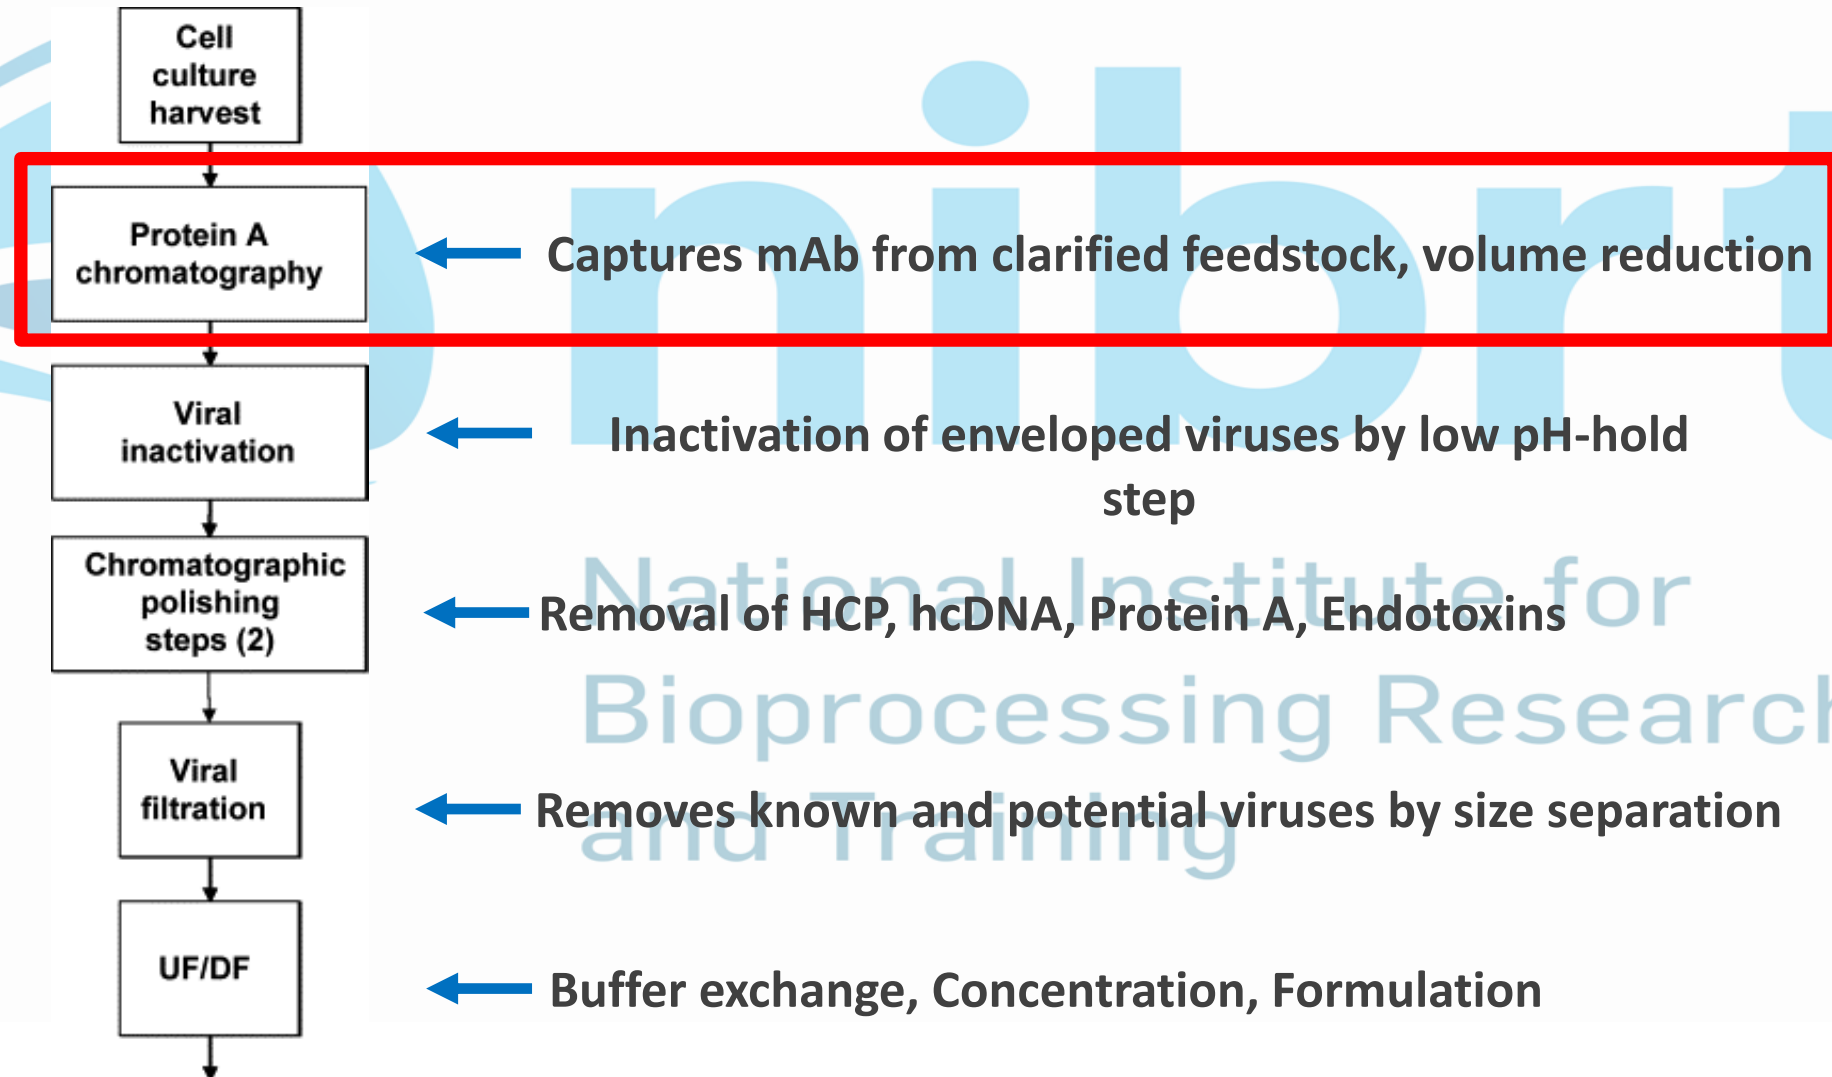 Cell
culture
harvest
Protein A
chromatography
Captures mAb from clarified feedstock, volume reduction
Viral
inactivation
Inactivation of enveloped viruses by low pH-hold
step
Chromatographic
polishing
steps (2)
Removal of HCP, hcDNA, Protein A, Endotoxins
Viral
filtration
Removes known and potential viruses by size separation
UF/DF
Buffer exchange, Concentration, Formulation
nibrt
National Institute for
Bioprocessing Research
and Training